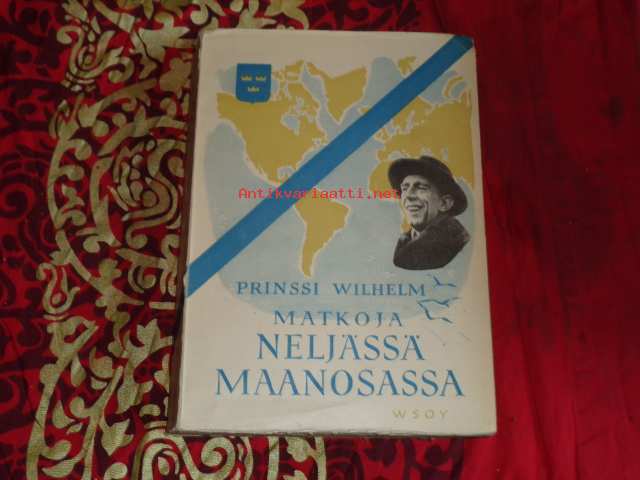 Antikvariaatti.net
PRINSSI WILHELM
MATKOJA
NELJÄSSÄ
MAANOSASSA
WSOY